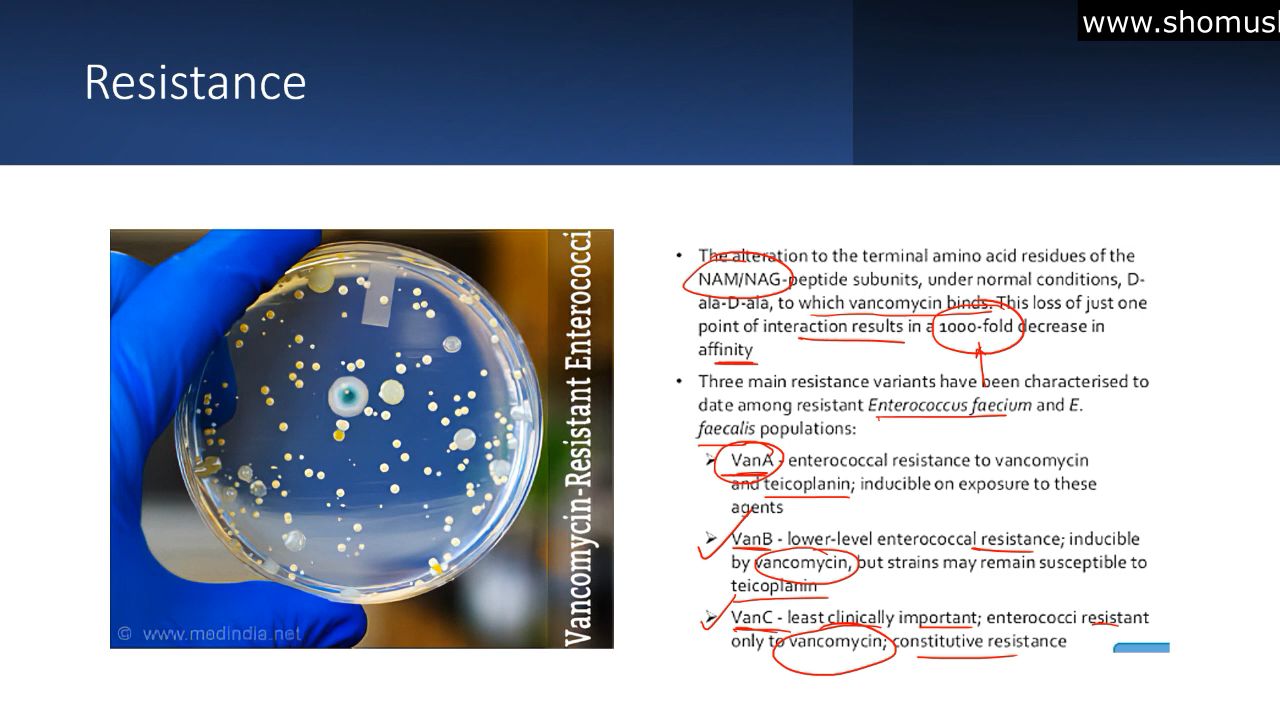 www.shomus
Resistance
Vancomycin-Resistant Enterococci
© www.medindia.net
• The alteration to the terminal amino acid residues of the
NAM/NAG-peptide subunits, under normal conditions, D-
ala-D-ala, to which vancomycin binds. This loss of just one
point of interaction results in a 1000-fold decrease in
affinity
• Three main resistance variants have been characterised to
date among resistant Enterococcus faecium and E.
faecalis populations:
➢ VanA - enterococcal resistance to vancomycin
and teicoplanin; inducible on exposure to these
agents
➢ VanB - lower-level enterococcal resistance; inducible
by vancomycin, but strains may remain susceptible to
teicoplanin
➢ VanC - least clinically important; enterococci resistant
only to vancomycin; constitutive resistance